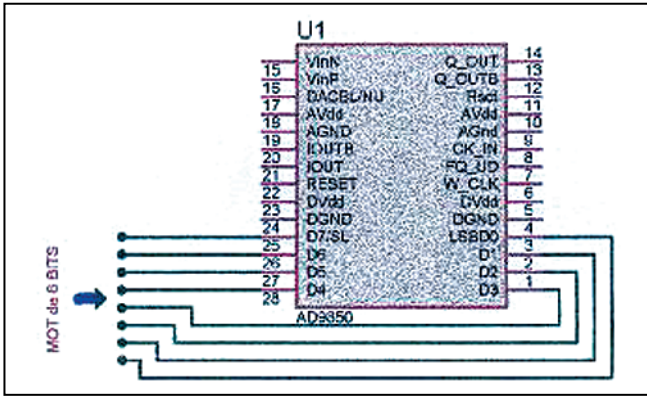 U1
15 VinN Q_OUT 14
16 VinP Q_OUTB 13
17 DACBL/NU Rset 12
18 AVdd AVdd 11
19 AGND AGnd 10
20 IOUTB CK_IN 9
21 IOUT FQ_UD 8
22 RESET W_CLK 7
23 DVdd DVdd 6
24 DGND DGND 5
25 D7/SL LSBD0 4
26 D6 D1 3
27 D5 D2 2
28 D4 D3 1
AD9850
MOT de 8 BITS